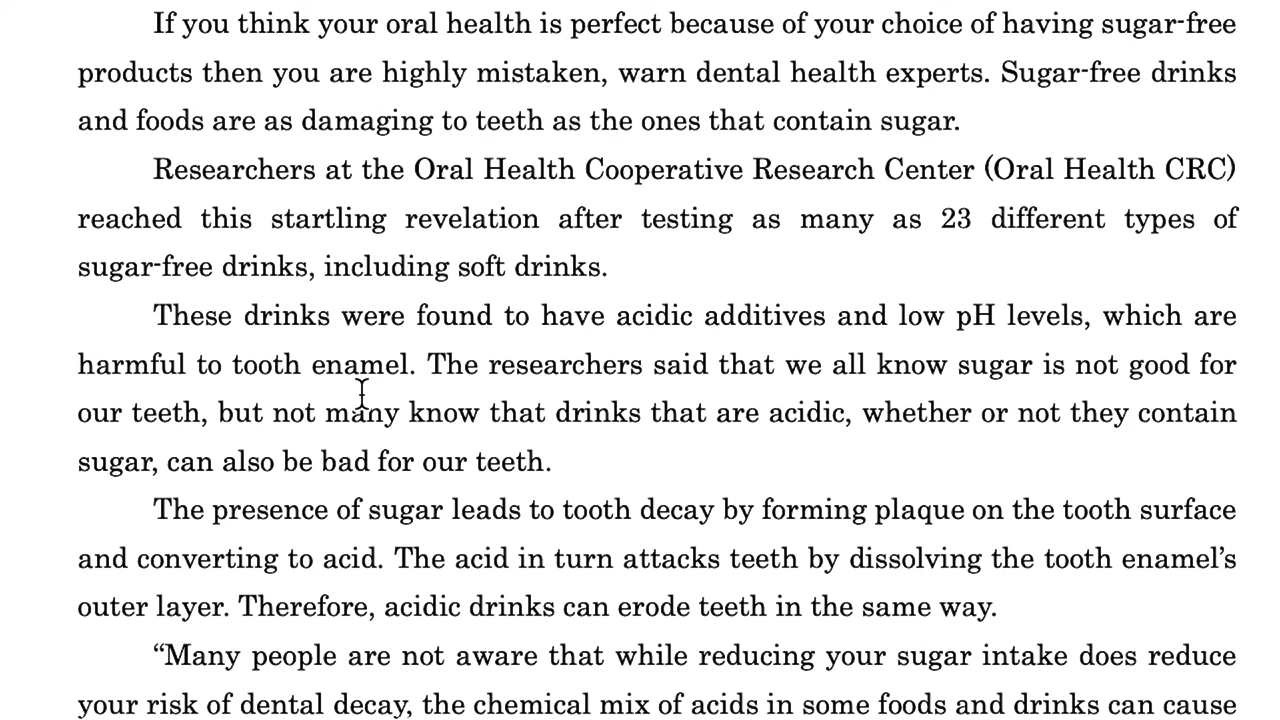 If you think your oral health is perfect because of your choice of having sugar-free
products then you are highly mistaken, warn dental health experts. Sugar-free drinks
and foods are as damaging to teeth as the ones that contain sugar.
Researchers at the Oral Health Cooperative Research Center (Oral Health CRC)
reached this startling revelation after testing as many as 23 different types of
sugar-free drinks, including soft drinks.
These drinks were found to have acidic additives and low pH levels, which are
harmful to tooth enamel. The researchers said that we all know sugar is not good for
our teeth, but not many know that drinks that are acidic, whether or not they contain
sugar, can also be bad for our teeth.
The presence of sugar leads to tooth decay by forming plaque on the tooth surface
and converting to acid. The acid in turn attacks teeth by dissolving the tooth enamel’s
outer layer. Therefore, acidic drinks can erode teeth in the same way.
“Many people are not aware that while reducing your sugar intake does reduce
your risk of dental decay, the chemical mix of acids in some foods and drinks can cause